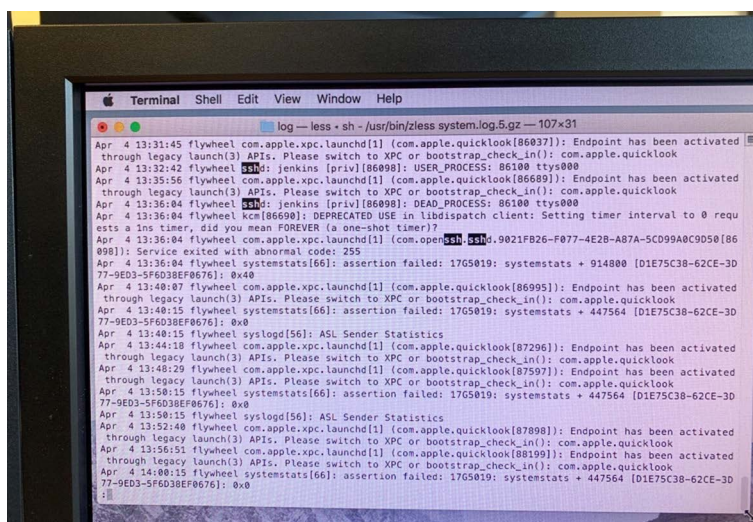 Terminal Shell Edit View Window Help
log — less • sh - /usr/bin/zless system.log.5.gz — 107×31
Apr 4 13:31:45 flywheel com.apple.xpc.launchd[1] (com.apple.quicklook[86037]): Endpoint has been activated
through legacy launch(3) APIs. Please switch to XPC or bootstrap_check_in(): com.apple.quicklook
Apr 4 13:32:42 flywheel sshd: jenkins [priv][86098]: USER_PROCESS: 86100 ttys000
Apr 4 13:35:56 flywheel com.apple.xpc.launchd[1] (com.apple.quicklook[86689]): Endpoint has been activated
through legacy launch(3) APIs. Please switch to XPC or bootstrap_check_in(): com.apple.quicklook
Apr 4 13:36:04 flywheel sshd: jenkins [priv][86098]: DEAD_PROCESS: 86100 ttys000
Apr 4 13:36:04 flywheel kcm[86690]: DEPRECATED USE in libdispatch client: Setting timer interval to 0 requ
ests a 1ns timer, did you mean FOREVER (a one-shot timer)?
Apr 4 13:36:04 flywheel com.apple.xpc.launchd[1] (com.openssh.sshd.9021FB26-F077-4E2B-A87A-5CD99A0C9D50[86
098]): Service exited with abnormal code: 255
Apr 4 13:36:04 flywheel systemstats[66]: assertion failed: 17G5019: systemstats + 914800 [D1E75C38-62CE-3D
77-9ED3-5F6D38EF0676]: 0x40
Apr 4 13:40:07 flywheel com.apple.xpc.launchd[1] (com.apple.quicklook[86995]): Endpoint has been activated
through legacy launch(3) APIs. Please switch to XPC or bootstrap_check_in(): com.apple.quicklook
Apr 4 13:40:15 flywheel systemstats[66]: assertion failed: 17G5019: systemstats + 447564 [D1E75C38-62CE-3D
77-9ED3-5F6D38EF0676]: 0x0
Apr 4 13:40:15 flywheel syslogd[56]: ASL Sender Statistics
Apr 4 13:44:18 flywheel com.apple.xpc.launchd[1] (com.apple.quicklook[87296]): Endpoint has been activated
through legacy launch(3) APIs. Please switch to XPC or bootstrap_check_in(): com.apple.quicklook
Apr 4 13:48:29 flywheel com.apple.xpc.launchd[1] (com.apple.quicklook[87597]): Endpoint has been activated
through legacy launch(3) APIs. Please switch to XPC or bootstrap_check_in(): com.apple.quicklook
Apr 4 13:50:15 flywheel systemstats[66]: assertion failed: 17G5019: systemstats + 447564 [D1E75C38-62CE-3D
77-9ED3-5F6D38EF0676]: 0x0
Apr 4 13:50:15 flywheel syslogd[56]: ASL Sender Statistics
Apr 4 13:52:40 flywheel com.apple.xpc.launchd[1] (com.apple.quicklook[87898]): Endpoint has been activated
through legacy launch(3) APIs. Please switch to XPC or bootstrap_check_in(): com.apple.quicklook
Apr 4 13:56:51 flywheel com.apple.xpc.launchd[1] (com.apple.quicklook[88199]): Endpoint has been activated
through legacy launch(3) APIs. Please switch to XPC or bootstrap_check_in(): com.apple.quicklook
Apr 4 14:00:15 flywheel systemstats[66]: assertion failed: 17G5019: systemstats + 447564 [D1E75C38-62CE-3D
77-9ED3-5F6D38EF0676]: 0x0
: